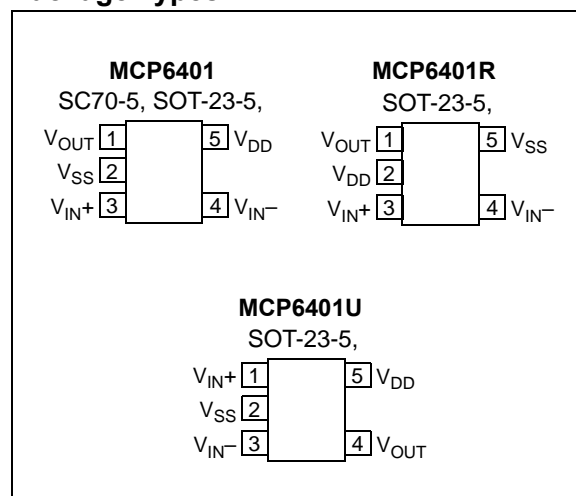 MCP6401
SC70-5, SOT-23-5,
VOUT 1 5 VDD
VSS 2
VIN+ 3 4 VIN–
MCP6401R
SOT-23-5,
VOUT 1 5 VSS
VDD 2
VIN+ 3 4 VIN–
MCP6401U
SOT-23-5,
VIN+ 1 5 VDD
VSS 2
VIN– 3 4 VOUT